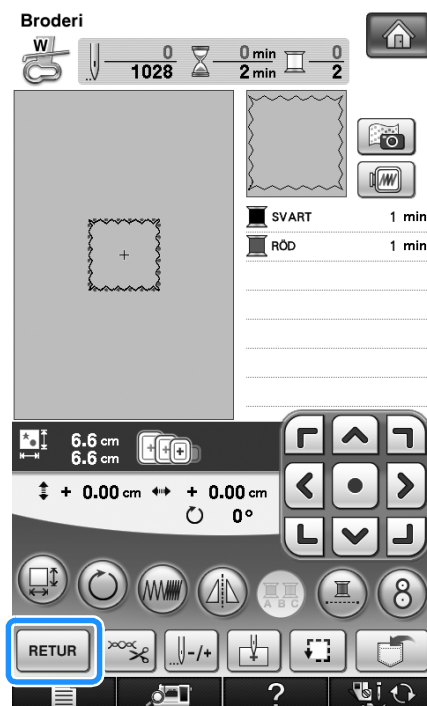 Broderi
W 0 0 min 0
1028 2 min 2
SVART 1 min
RÖD 1 min
6.6 cm
6.6 cm
+ 0.00 cm + 0.00 cm
0°
A B C 8
RETUR -/+
? i